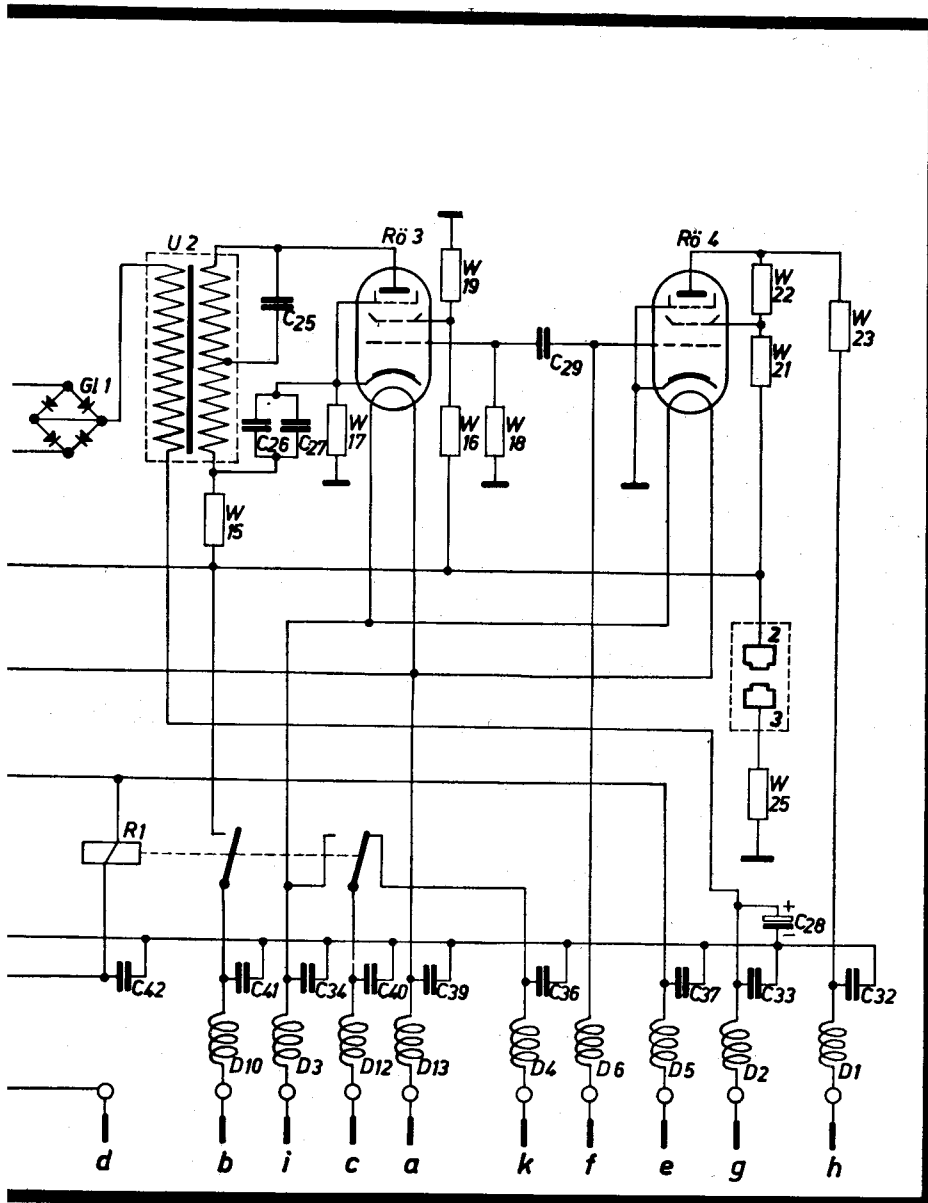 U 2
Rö 3
Rö 4
W
19
W
22
W
23
C25
C29
W
21
Gl 1
C26
C27
W
17
W
16
W
18
W
15
2
3
W
25
R1
+
C28
−
C42
C41
C34
C40
C39
C36
C37
C33
C32
D10
D3
D12
D13
D4
D6
D5
D2
D1
d
b
i
c
a
k
f
e
g
h